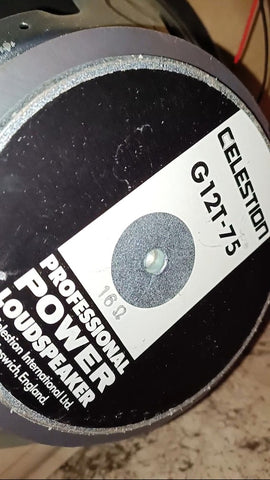 CELESTION
G12T-75
16Ω
PROFESSIONAL
POWER
LOUDSPEAKER
Celestion International Ltd.
Ipswich, England.